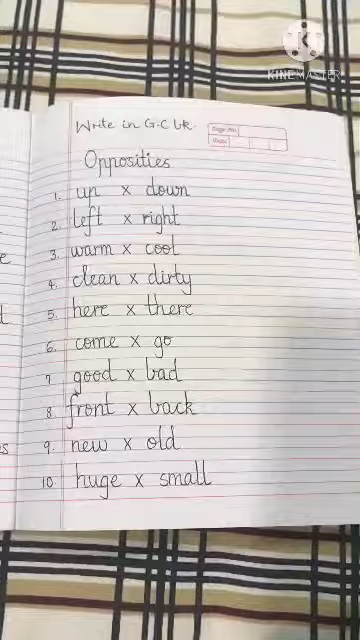 KINEMASTER
Write in G.C bk.
Opposities
1. up x down
2. left x right
3. warm x cool
4. clean x dirty
5. here x there
6. come x go
7. good x bad
8. front x back
9. new x old
10. huge x small